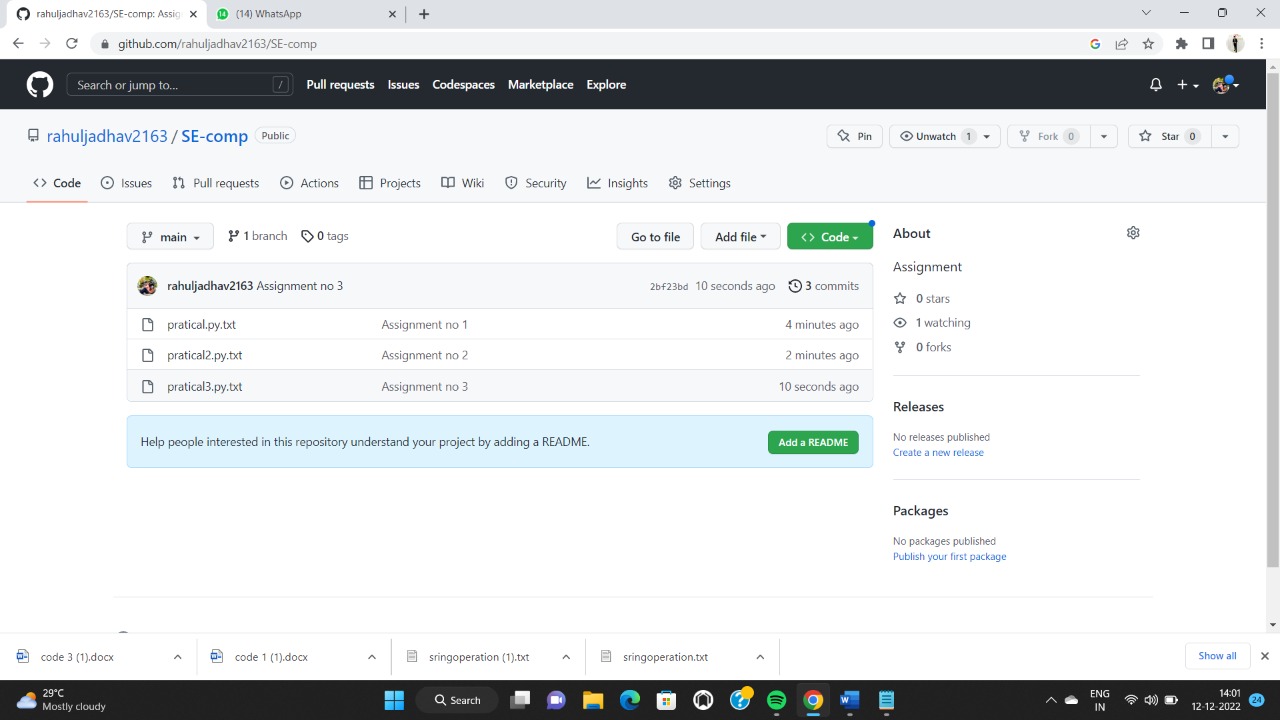 rahuljadhav2163/SE-comp: Assig
(14) WhatsApp
github.com/rahuljadhav2163/SE-comp
Search or jump to...
/
Pull requests Issues Codespaces Marketplace Explore
rahuljadhav2163 / SE-comp Public
Pin
Unwatch 1
Fork 0
Star 0
Code Issues Pull requests Actions Projects Wiki Security Insights Settings
main 1 branch 0 tags
Go to file Add file Code
rahuljadhav2163 Assignment no 3 2bf23bd 10 seconds ago 3 commits
pratical.py.txt Assignment no 1 4 minutes ago
pratical2.py.txt Assignment no 2 2 minutes ago
pratical3.py.txt Assignment no 3 10 seconds ago
Help people interested in this repository understand your project by adding a README. Add a README
About
Assignment
0 stars
1 watching
0 forks
Releases
No releases published
Create a new release
Packages
No packages published
Publish your first package
code 3 (1).docx code 1 (1).docx sringoperation (1).txt sringoperation.txt Show all
29°C
Mostly cloudy
Search
ENG
IN
14:01
12-12-2022
24